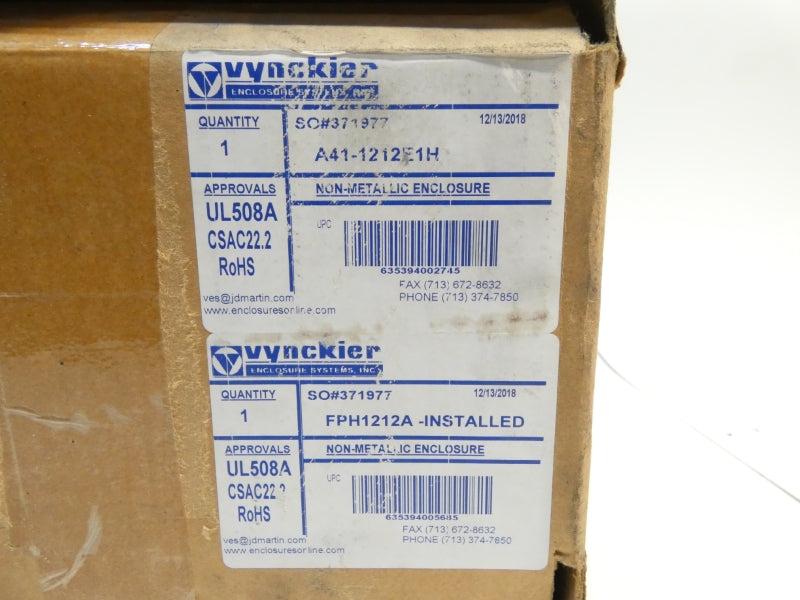 vynckier
ENCLOSURE SYSTEMS, INC
QUANTITY
1
SO#371977
12/13/2018
A41-1212E1H
APPROVALS
UL508A
CSAC22.2
RoHS
NON-METALLIC ENCLOSURE
UPC
635394002745
FAX (713) 672-8632
PHONE (713) 374-7850
ves@jdmartin.com
www.enclosuresonline.com
vynckier
ENCLOSURE SYSTEMS, INC
QUANTITY
1
SO#371977
12/13/2018
FPH1212A -INSTALLED
APPROVALS
UL508A
CSAC22.2
RoHS
NON-METALLIC ENCLOSURE
UPC
635394005685
FAX (713) 672-8632
PHONE (713) 374-7850
ves@jdmartin.com
www.enclosuresonline.com